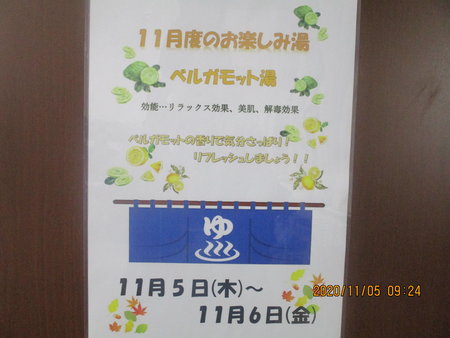 11月度のお楽しみ湯
ベルガモット湯
効能…リラックス効果、美肌、解毒効果
ベルガモットの香りで気分さっぱり!
リフレッシュしましょう!!
ゆ
11月5日(木)～
11月6日(金)
2020/11/05 09:24